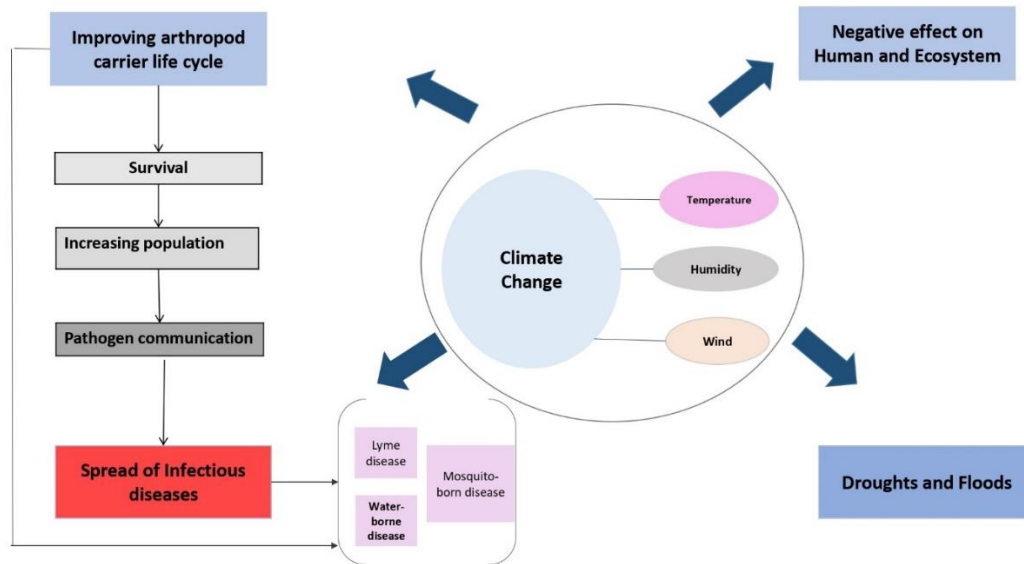 Improving arthropod
carrier life cycle
Survival
Increasing population
Pathogen communication
Spread of Infectious
diseases
Lyme
disease
Water-
borne
disease
Mosquito-
born disease
Climate
Change
Temperature
Humidity
Wind
Negative effect on
Human and Ecosystem
Droughts and Floods